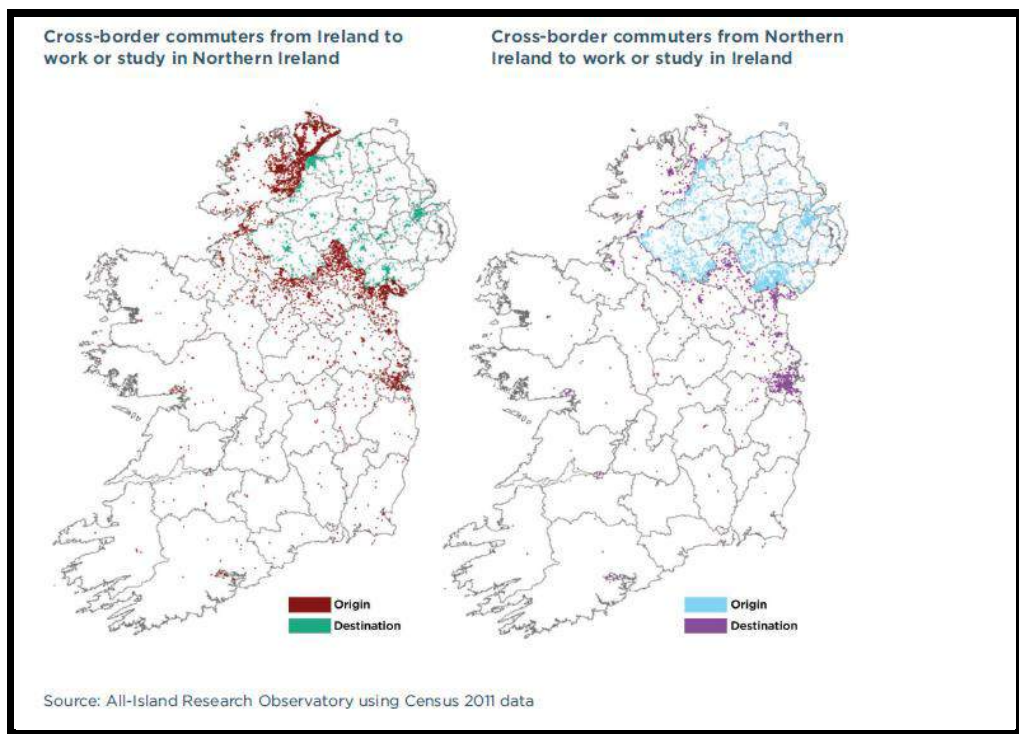 Cross-border commuters from Ireland to
work or study in Northern Ireland
Cross-border commuters from Northern
Ireland to work or study in Ireland
Origin
Destination
Origin
Destination
Source: All-Island Research Observatory using Census 2011 data